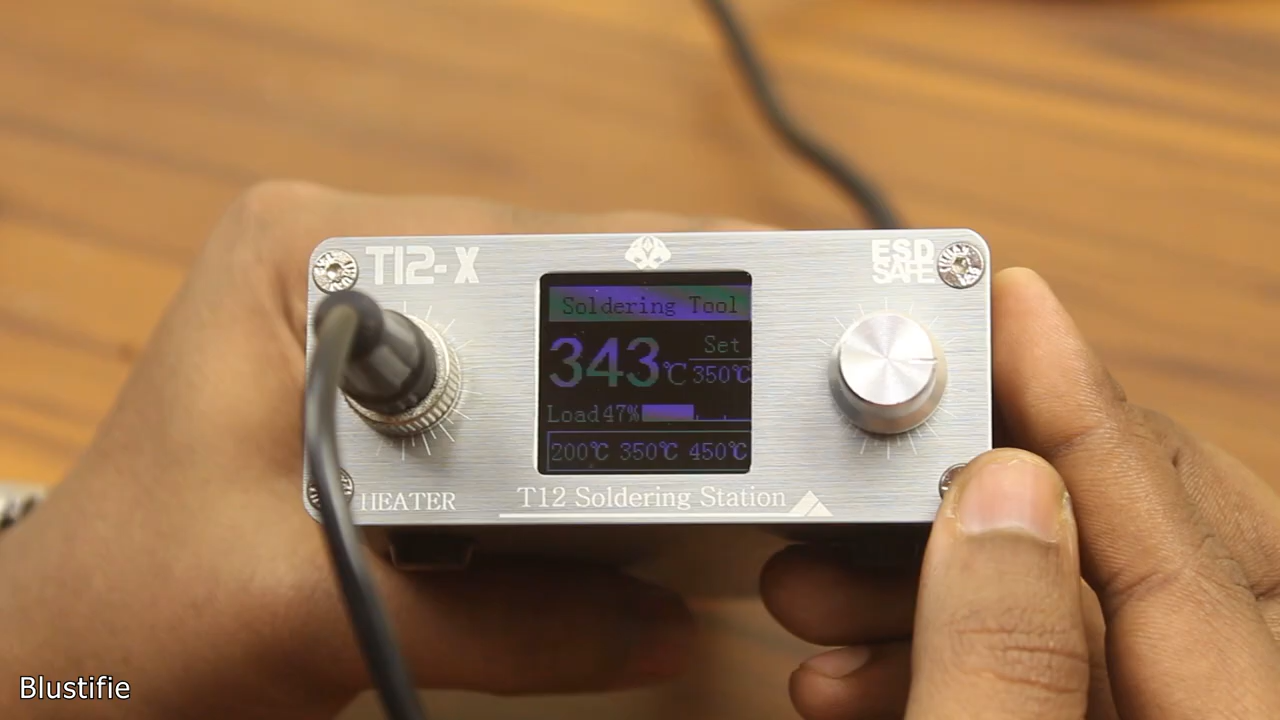 T12-X
ESD
SAFE
Soldering Tool
343℃
Set
350℃
Load47%
200℃ 350℃ 450℃
HEATER
T12 Soldering Station
Blustifie